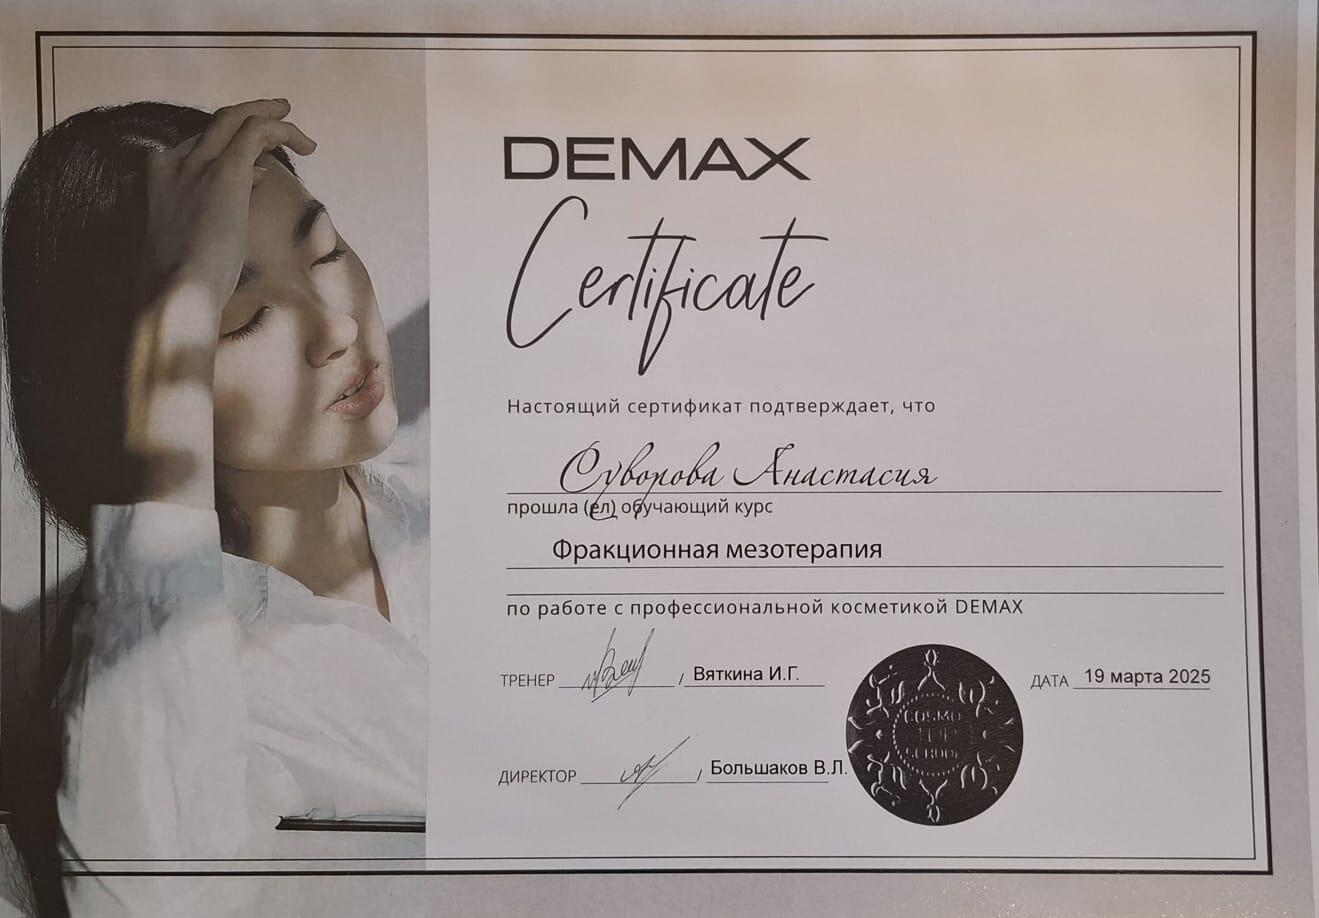 DEMAX
Certificate
Настоящий сертификат подтверждает, что
Суворова Анастасия
прошла (ел) обучающий курс
Фракционная мезотерапия
по работе с профессиональной косметикой DEMAX
ТРЕНЕР / Вяткина И.Г.
ДАТА 19 марта 2025
ДИРЕКТОР / Большаков В.Л.
COSMO